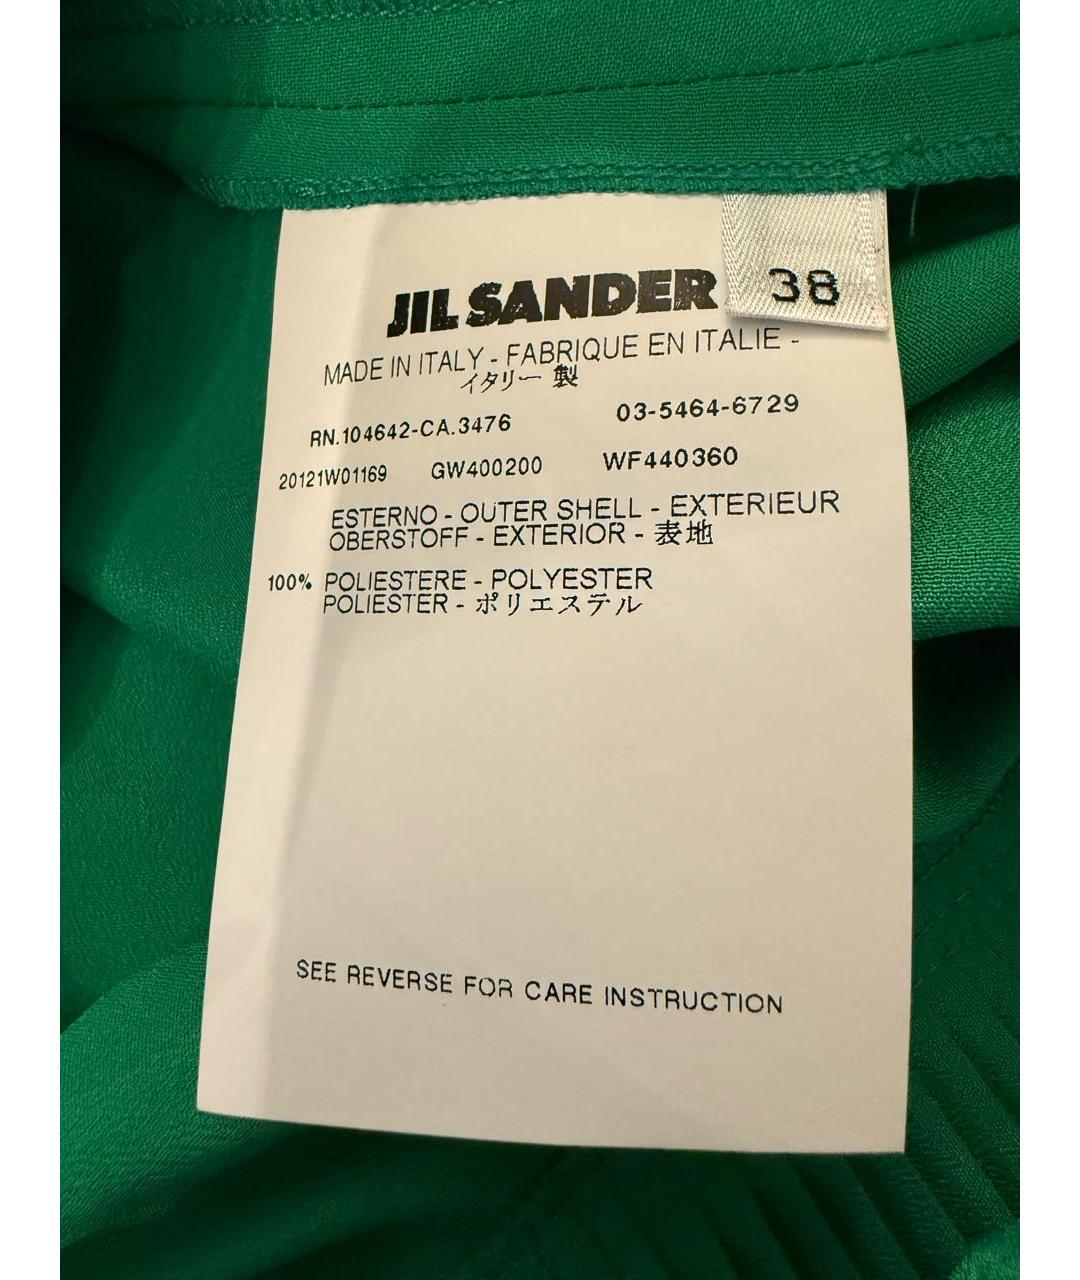 JIL SANDER
38
MADE IN ITALY - FABRIQUE EN ITALIE -
イタリー 製
RN.104642-CA.3476 03-5464-6729
20121W01169 GW400200 WF440360
ESTERNO - OUTER SHELL - EXTERIEUR
OBERSTOFF - EXTERIOR - 表地
100% POLIESTERE - POLYESTER
POLIESTER - ポリエステル
SEE REVERSE FOR CARE INSTRUCTION